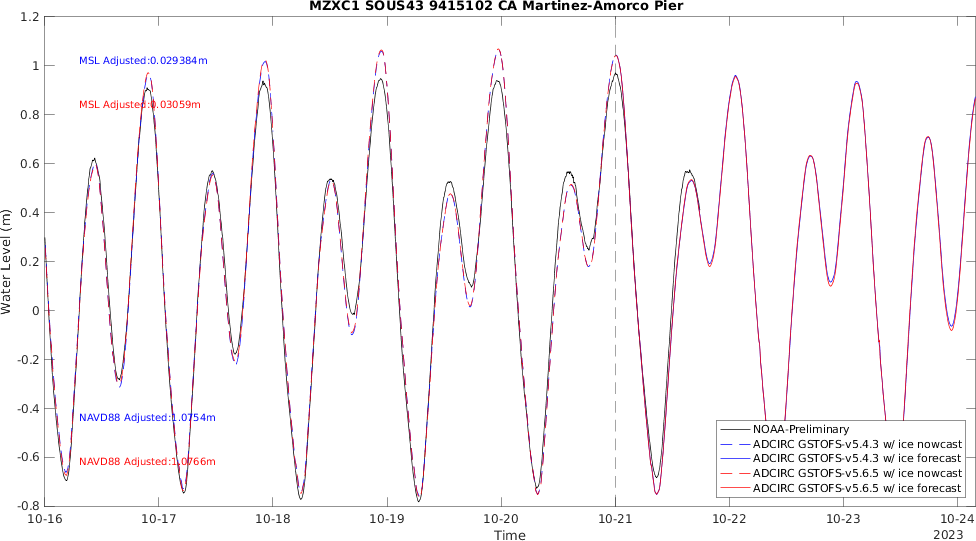 MZXC1 SOUS43 9415102 CA Martinez-Amorco Pier
1.2
1
0.8
0.6
0.4
0.2
0
-0.2
-0.4
-0.6
-0.8
Water Level (m)
MSL Adjusted:0.029384m
MSL Adjusted:0.03059m
NAVD88 Adjusted:1.0754m
NAVD88 Adjusted:1.0766m
NOAA-Preliminary
ADCIRC GSTOFS-v5.4.3 w/ ice nowcast
ADCIRC GSTOFS-v5.4.3 w/ ice forecast
ADCIRC GSTOFS-v5.6.5 w/ ice nowcast
ADCIRC GSTOFS-v5.6.5 w/ ice forecast
10-16 10-17 10-18 10-19 10-20 10-21 10-22 10-23 10-24
Time
2023